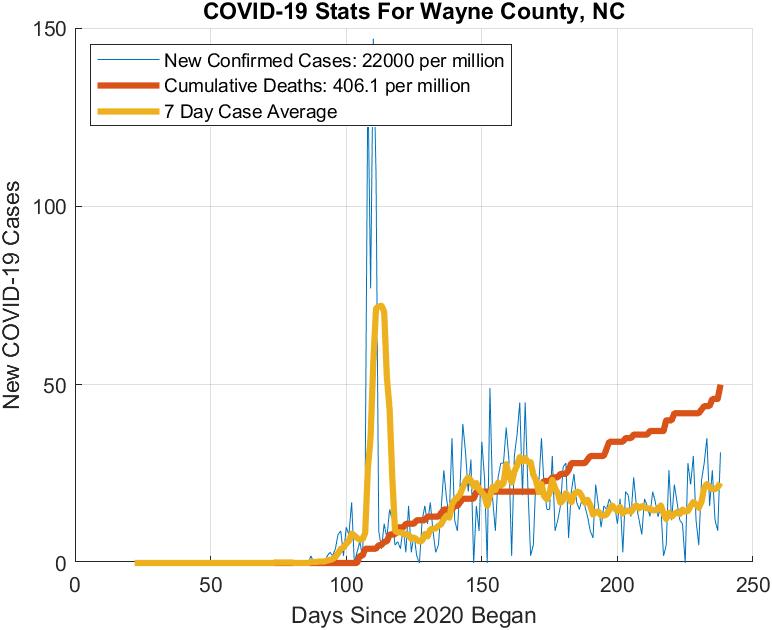 COVID-19 Stats For Wayne County, NC
150
New Confirmed Cases: 22000 per million
Cumulative Deaths: 406.1 per million
7 Day Case Average
100
New COVID-19 Cases
50
0
0 50 100 150 200 250
Days Since 2020 Began